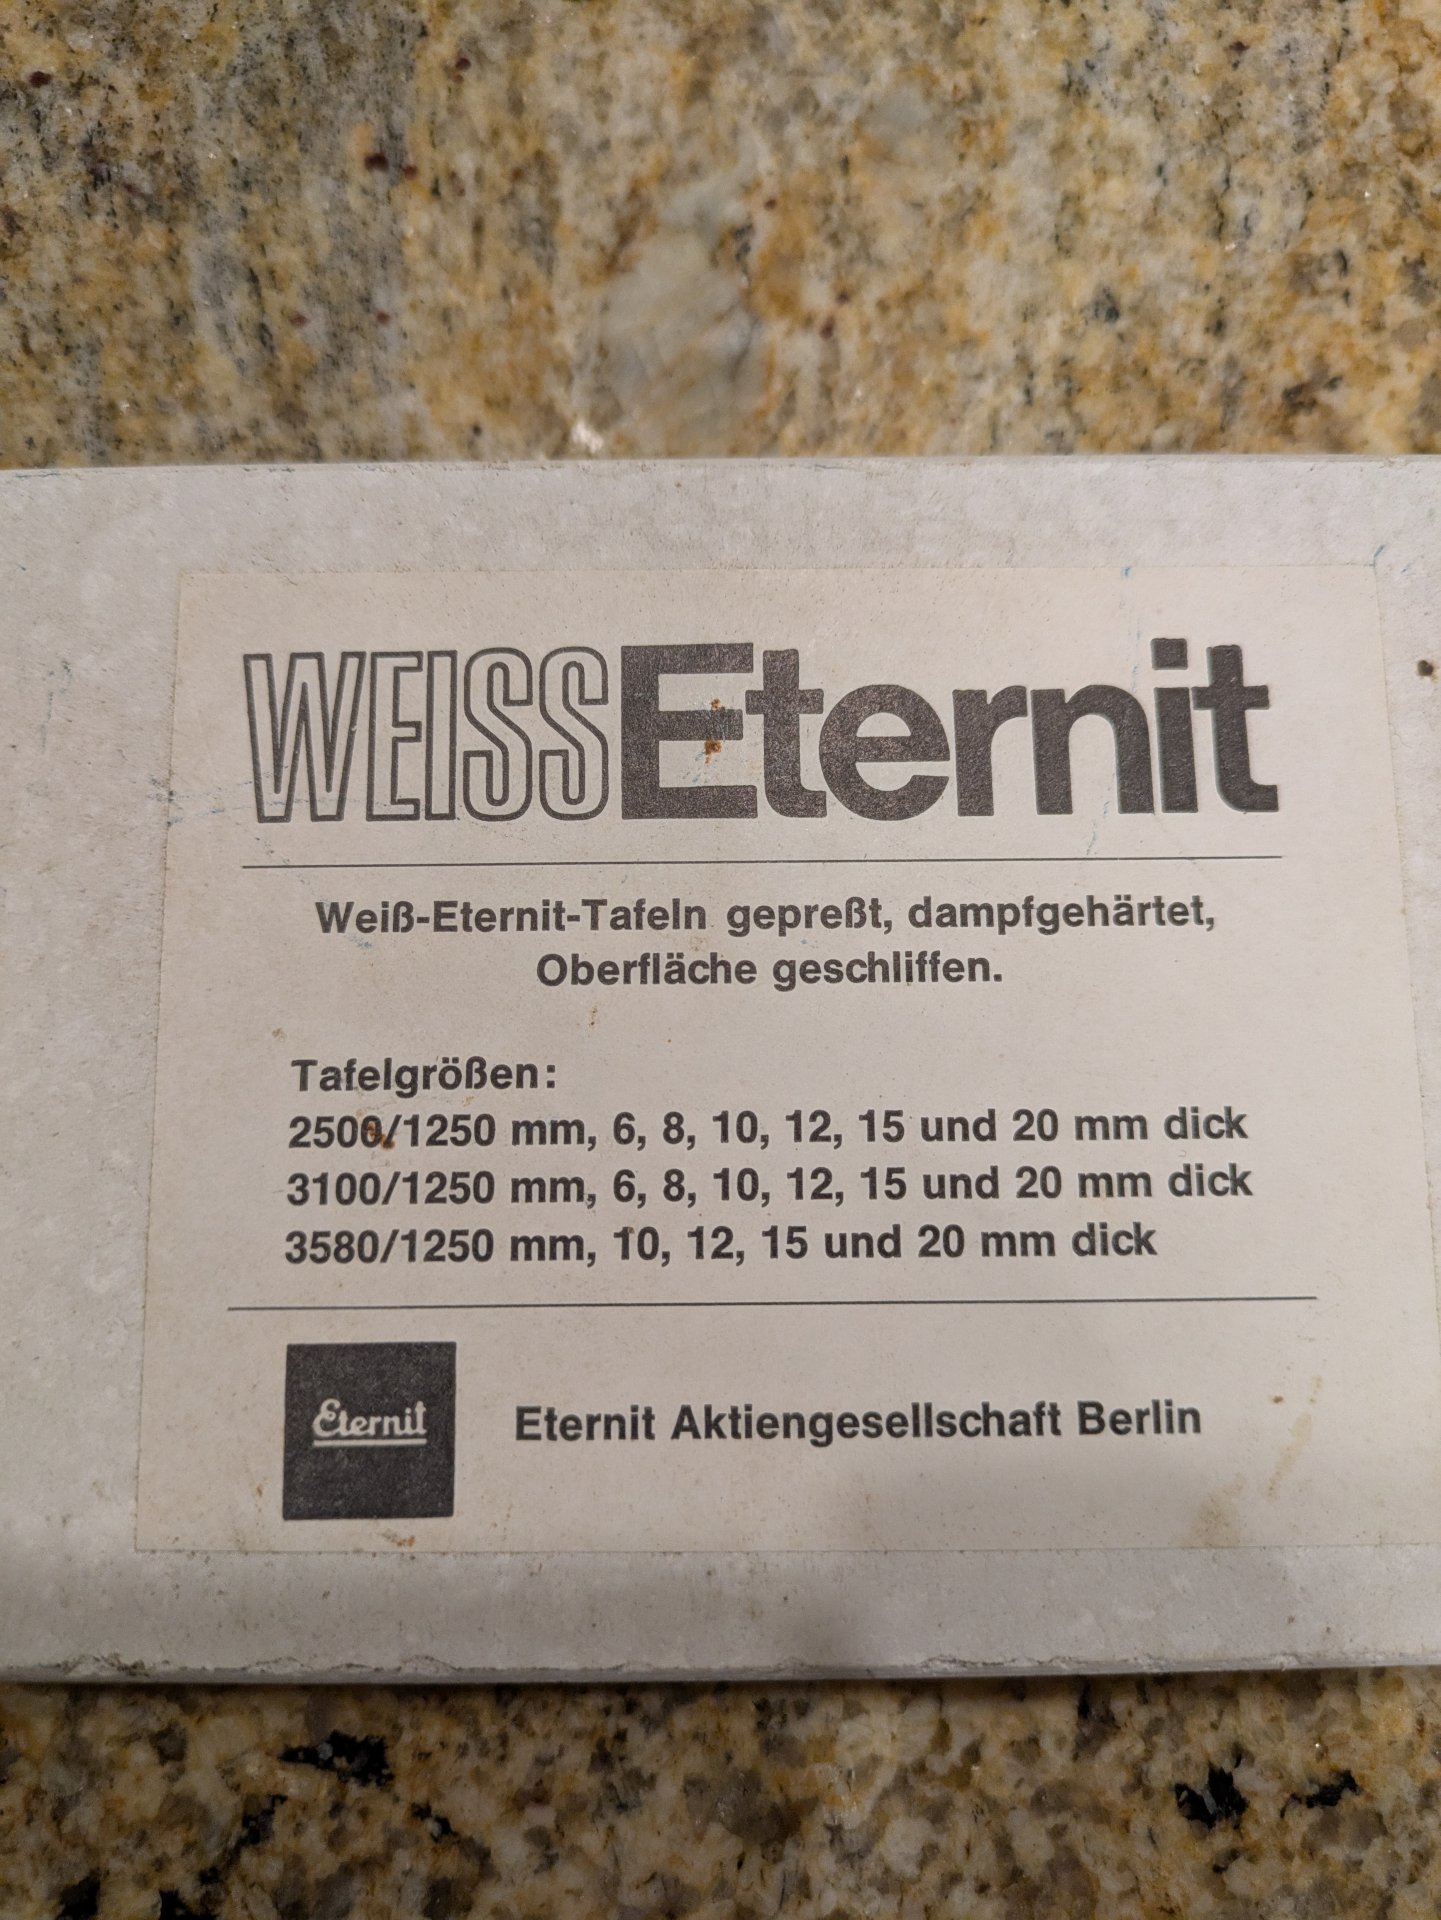 WEISSEternit
Weiß-Eternit-Tafeln gepreßt, dampfgehärtet,
Oberfläche geschliffen.
Tafelgrößen:
2500/1250 mm, 6, 8, 10, 12, 15 und 20 mm dick
3100/1250 mm, 6, 8, 10, 12, 15 und 20 mm dick
3580/1250 mm, 10, 12, 15 und 20 mm dick
Eternit
Eternit Aktiengesellschaft Berlin